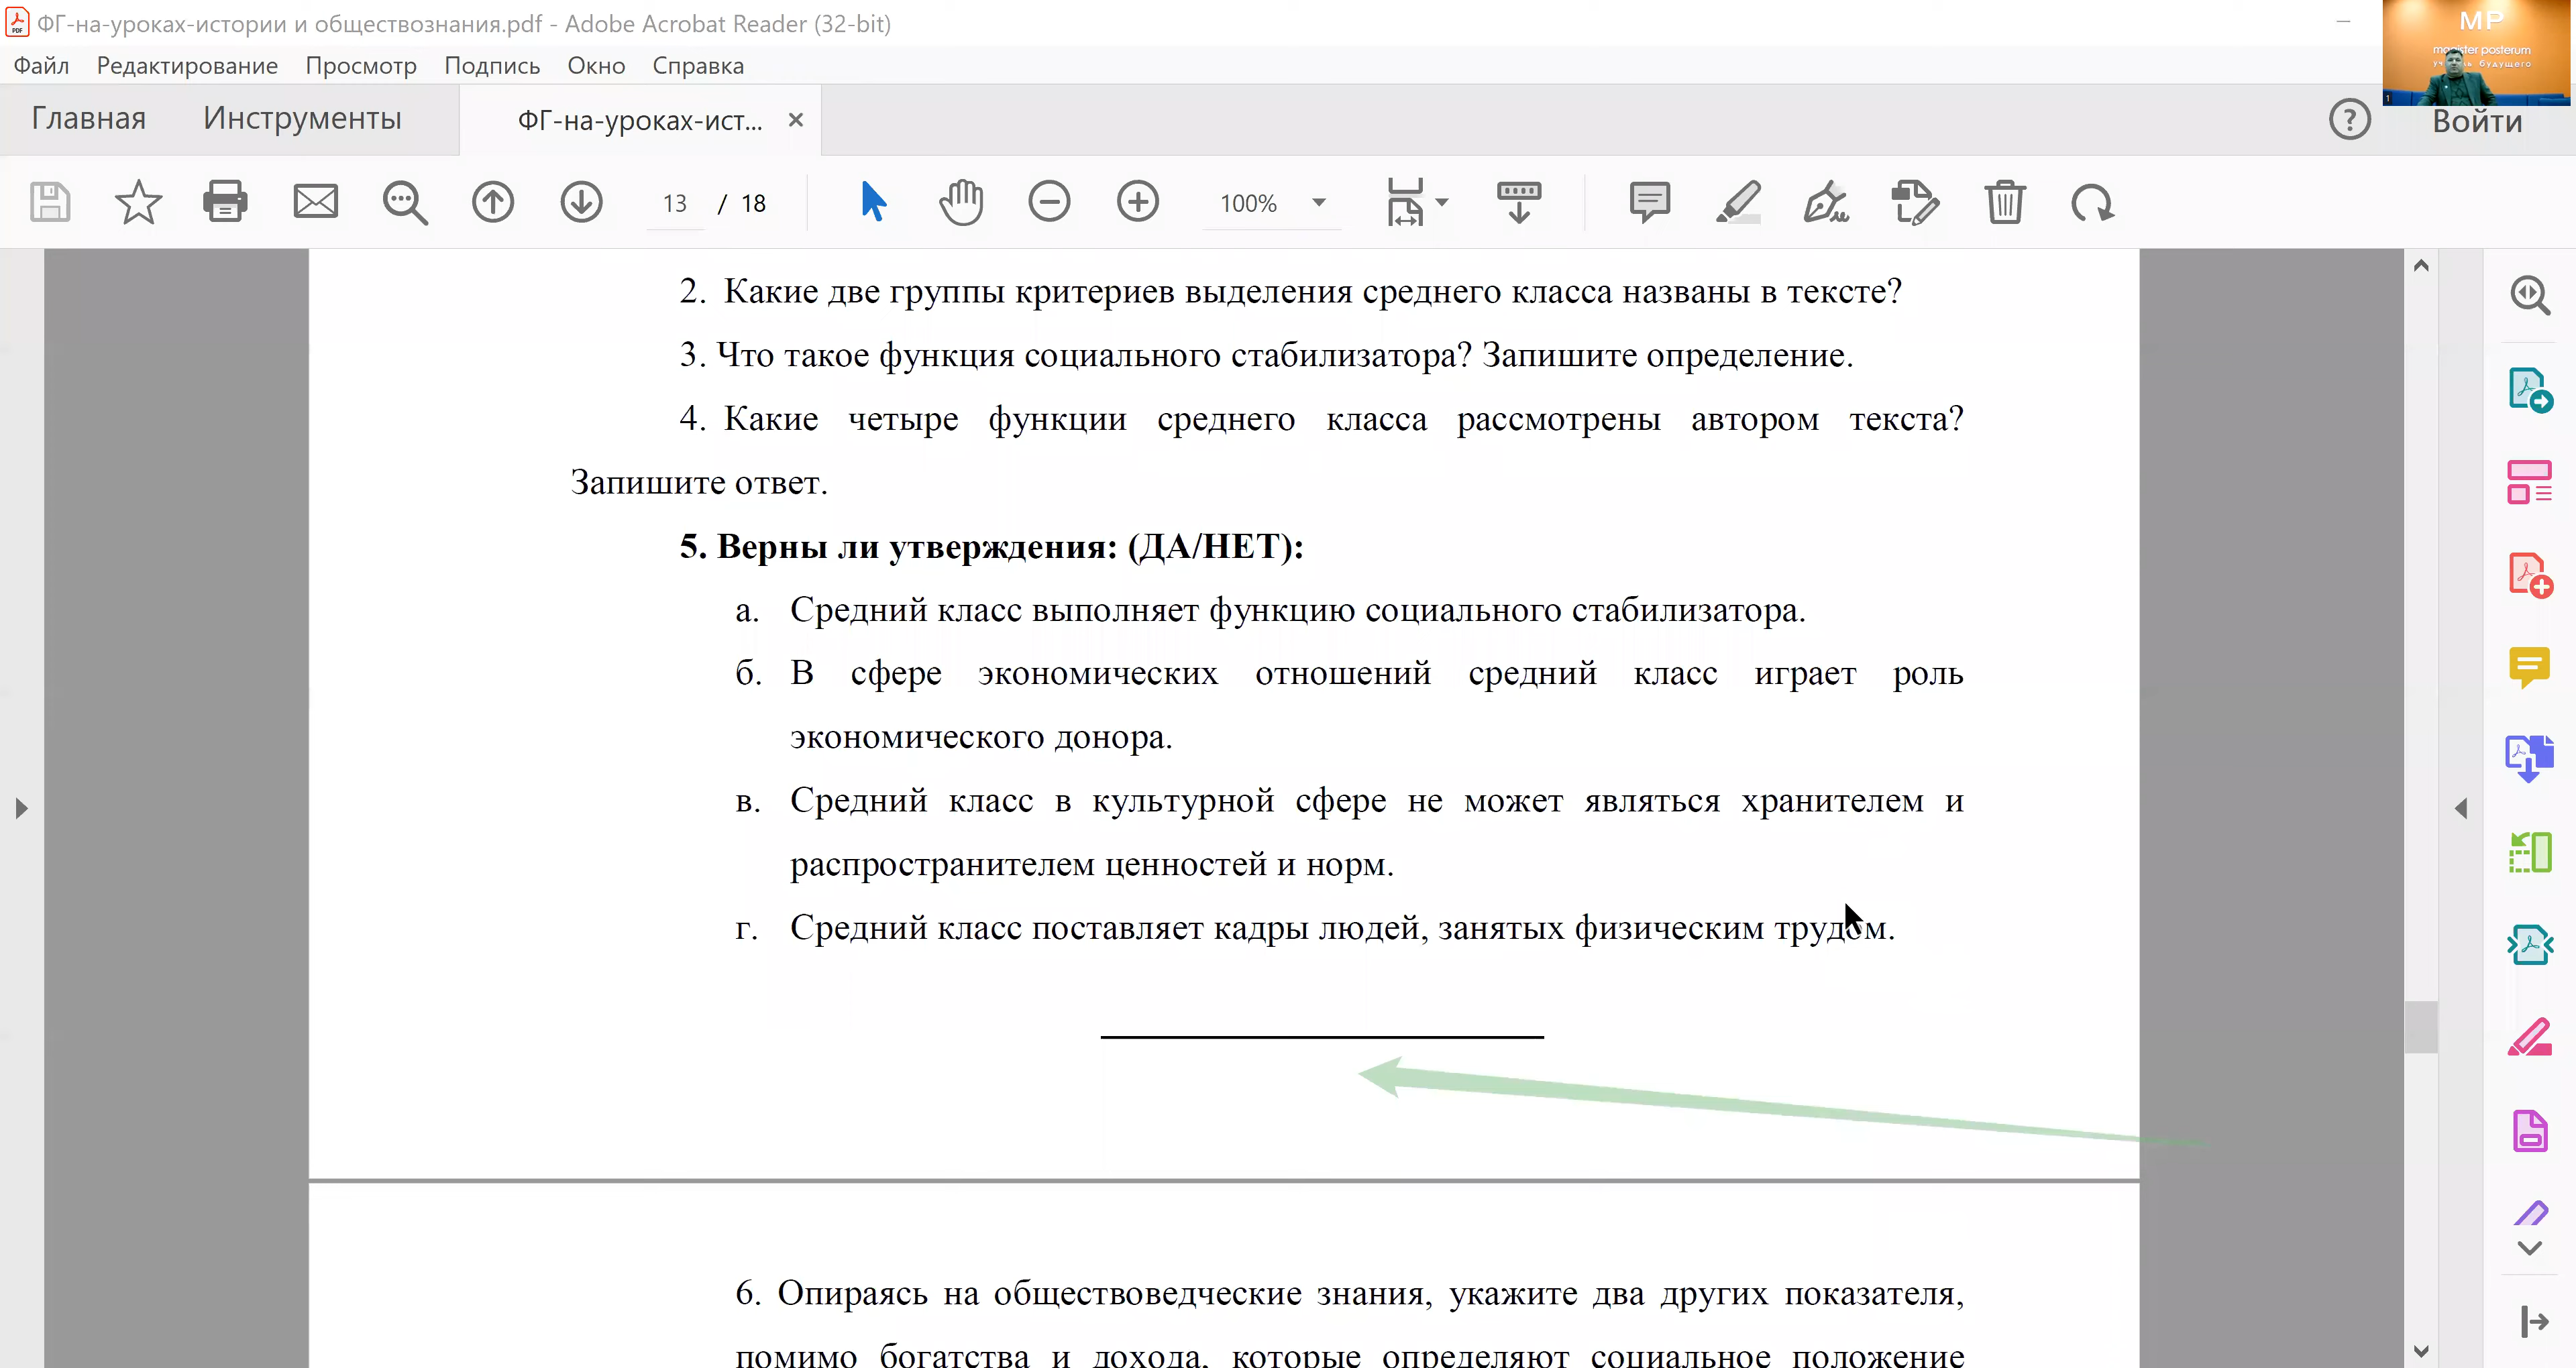 ФГ-на-уроках-истории и обществознания.pdf - Adobe Acrobat Reader (32-bit)
Файл Редактирование Просмотр Подпись Окно Справка
Главная Инструменты ФГ-на-уроках-ист... Войти
13 / 18 100%
MP
magister posterum
будущего
1
2. Какие две группы критериев выделения среднего класса названы в тексте?
3. Что такое функция социального стабилизатора? Запишите определение.
4. Какие четыре функции среднего класса рассмотрены автором текста?
Запишите ответ.
5. Верны ли утверждения: (ДА/НЕТ):
а. Средний класс выполняет функцию социального стабилизатора.
б. В сфере экономических отношений средний класс играет роль
экономического донора.
в. Средний класс в культурной сфере не может являться хранителем и
распространителем ценностей и норм.
г. Средний класс поставляет кадры людей, занятых физическим трудом.
6. Опираясь на обществоведческие знания, укажите два других показателя,
помимо богатства и дохода, которые определяют социальное положение